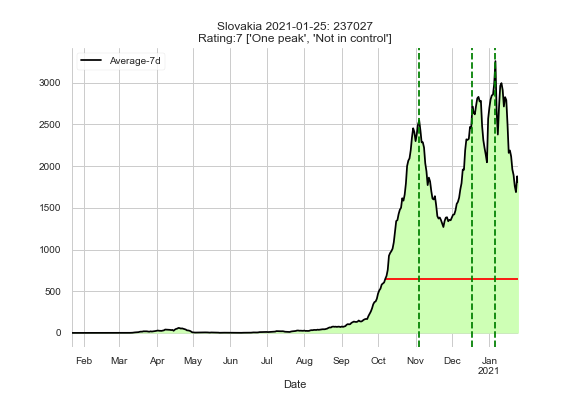 Slovakia 2021-01-25: 237027
Rating:7 ['One peak', 'Not in control']
Average-7d
3000
2500
2000
1500
1000
500
0
Feb Mar Apr May Jun Jul Aug Sep Oct Nov Dec Jan
2021
Date